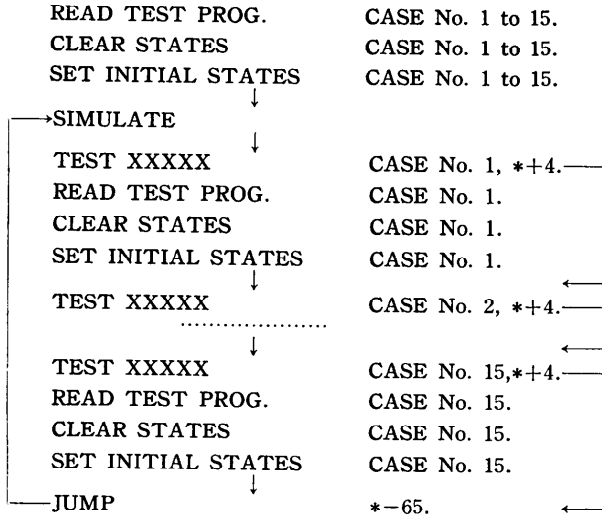 READ TEST PROG. CASE No. 1 to 15.
CLEAR STATES CASE No. 1 to 15.
SET INITIAL STATES CASE No. 1 to 15.
SIMULATE
TEST XXXXX CASE No. 1, *+4.
READ TEST PROG. CASE No. 1.
CLEAR STATES CASE No. 1.
SET INITIAL STATES CASE No. 1.
TEST XXXXX CASE No. 2, *+4.
.....................
TEST XXXXX CASE No. 15,*+4.
READ TEST PROG. CASE No. 15.
CLEAR STATES CASE No. 15.
SET INITIAL STATES CASE No. 15.
JUMP *−65.